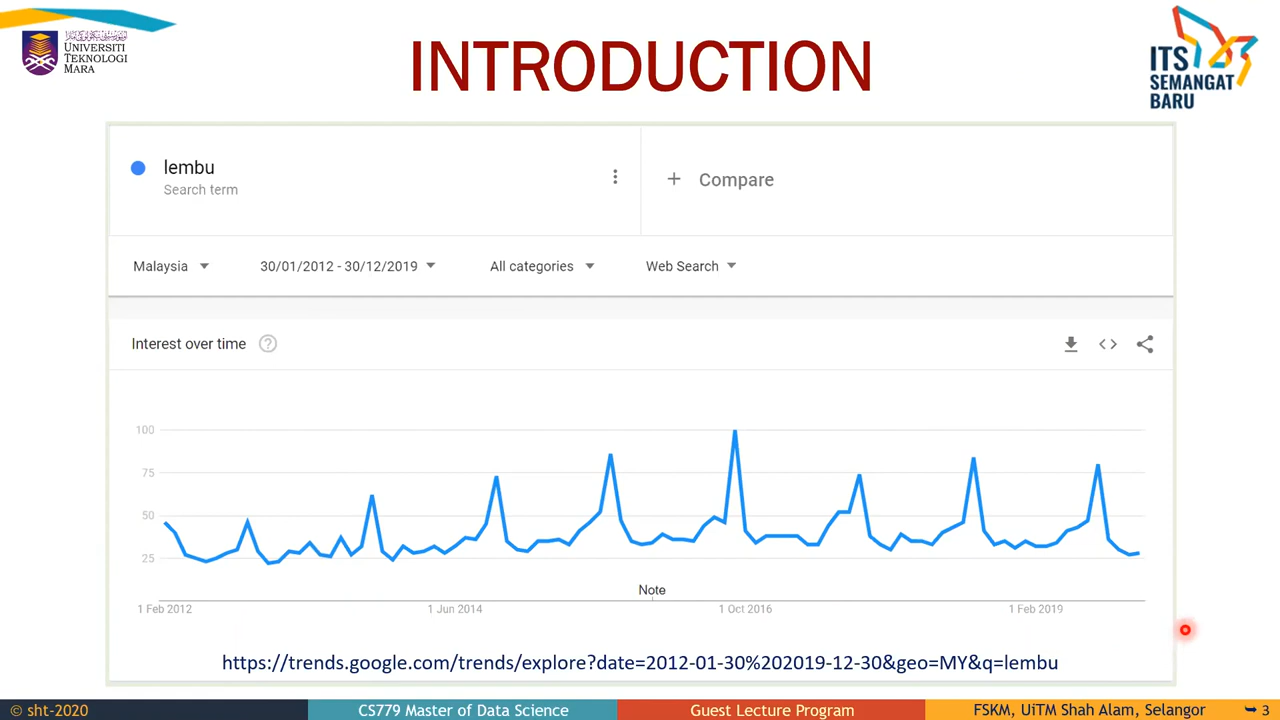 UNIVERSITI
TEKNOLOGI
MARA
INTRODUCTION
ITS
SEMANGAT
BARU
lembu
Search term
+ Compare
Malaysia
30/01/2012 - 30/12/2019
All categories
Web Search
Interest over time ?
100
75
50
25
Note
1 Feb 2012
1 Jun 2014
1 Oct 2016
1 Feb 2019
https://trends.google.com/trends/explore?date=2012-01-30%202019-12-30&geo=MY&q=lembu
© sht-2020
CS779 Master of Data Science
Guest Lecture Program
FSKM, UiTM Shah Alam, Selangor
3